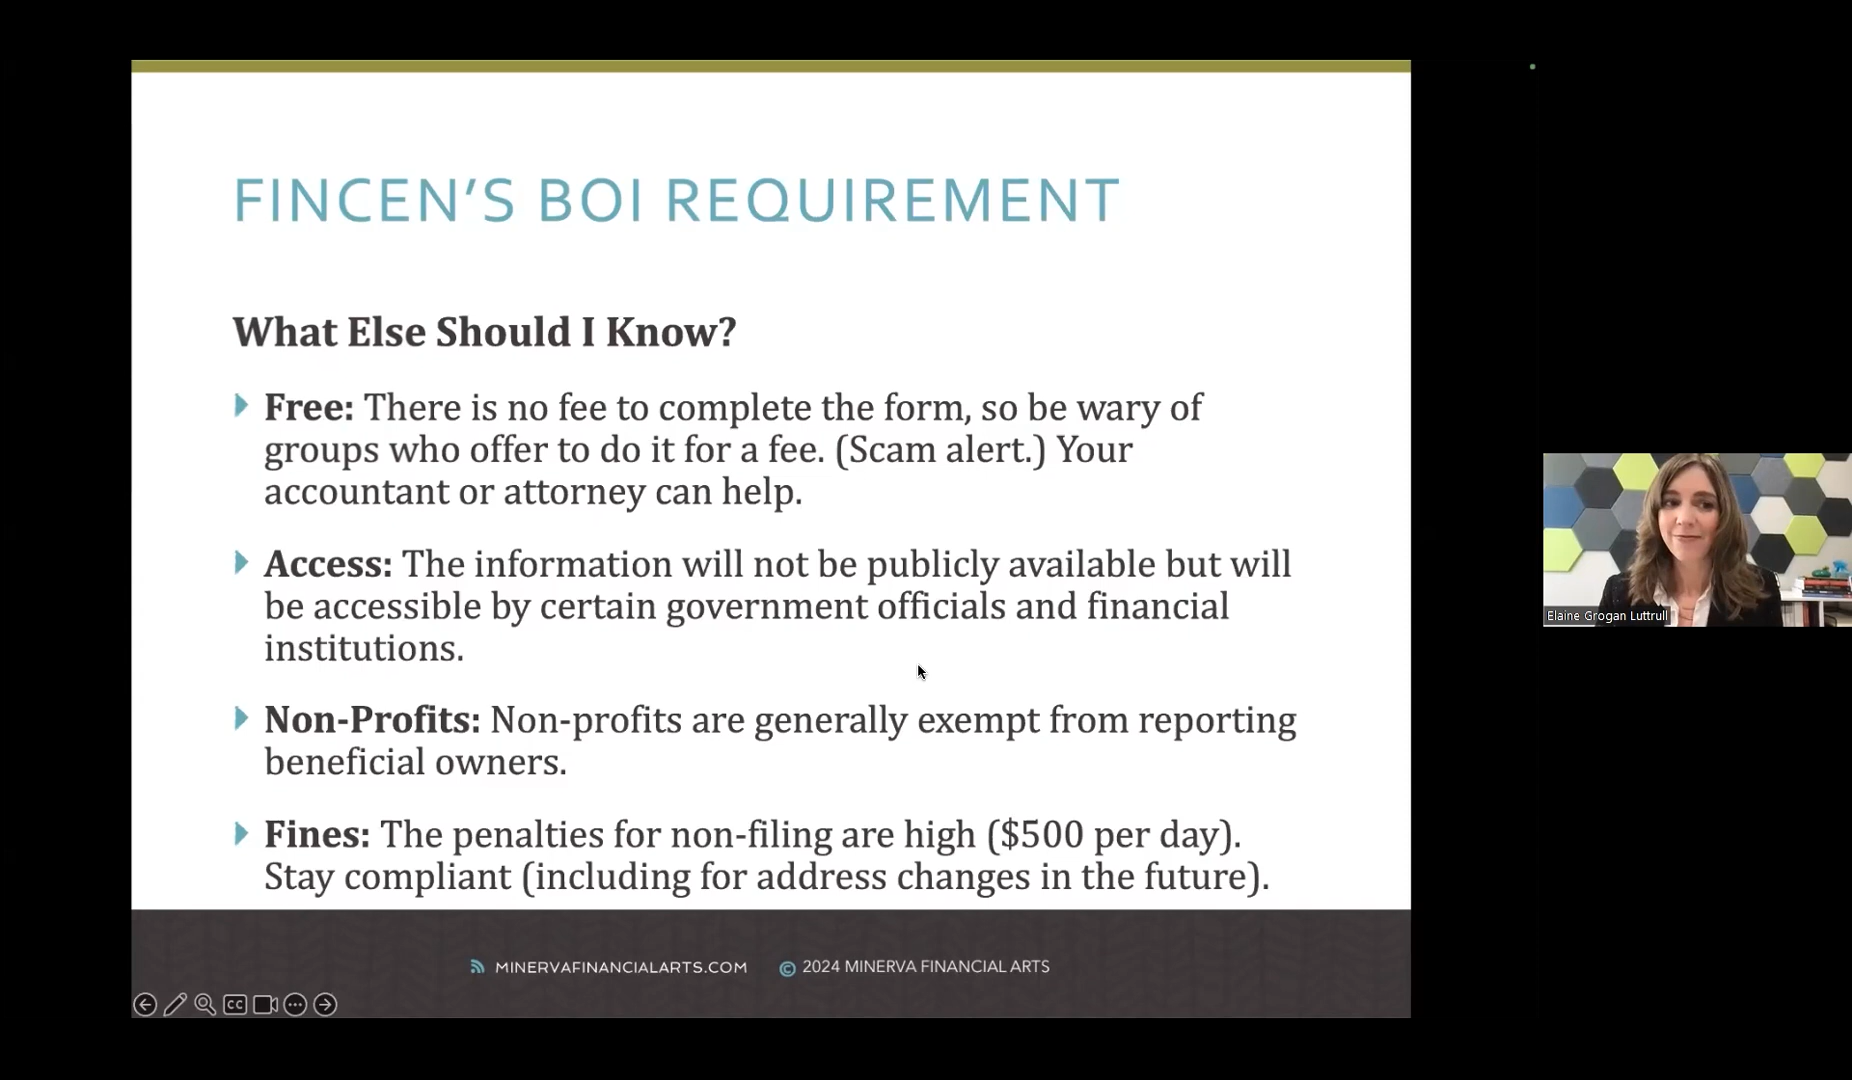 FINCEN’S BOI REQUIREMENT
What Else Should I Know?
Free: There is no fee to complete the form, so be wary of
groups who offer to do it for a fee. (Scam alert.) Your
accountant or attorney can help.
Access: The information will not be publicly available but will
be accessible by certain government officials and financial
institutions.
Non-Profits: Non-profits are generally exempt from reporting
beneficial owners.
Fines: The penalties for non-filing are high ($500 per day).
Stay compliant (including for address changes in the future).
MINERVAFINANCIALARTS.COM © 2024 MINERVA FINANCIAL ARTS
CC
Elaine Grogan Luttrull